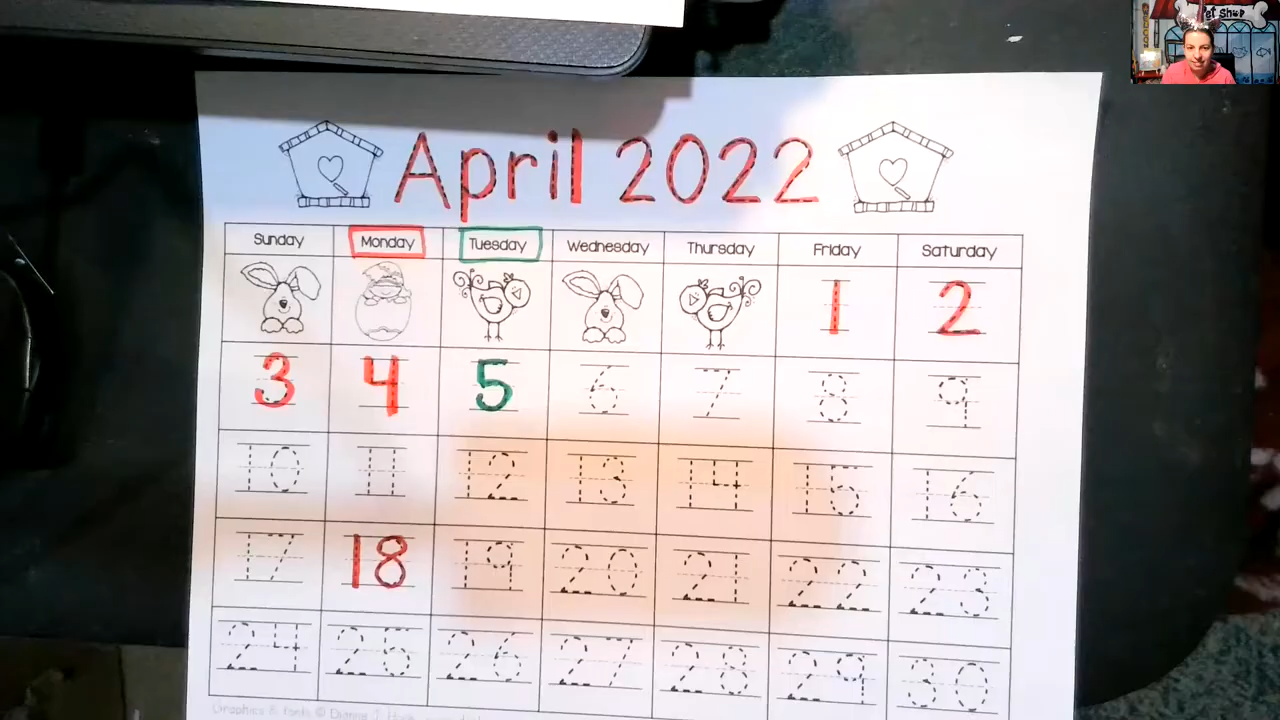 Pet Shop
April 2022
Sunday Monday Tuesday Wednesday Thursday Friday Saturday
1 2
3 4 5 6 7 8 9
10 11 12 13 14 15 16
17 18 19 20 21 22 23
24 25 26 27 28 29 30
Graphics & Fonts ©